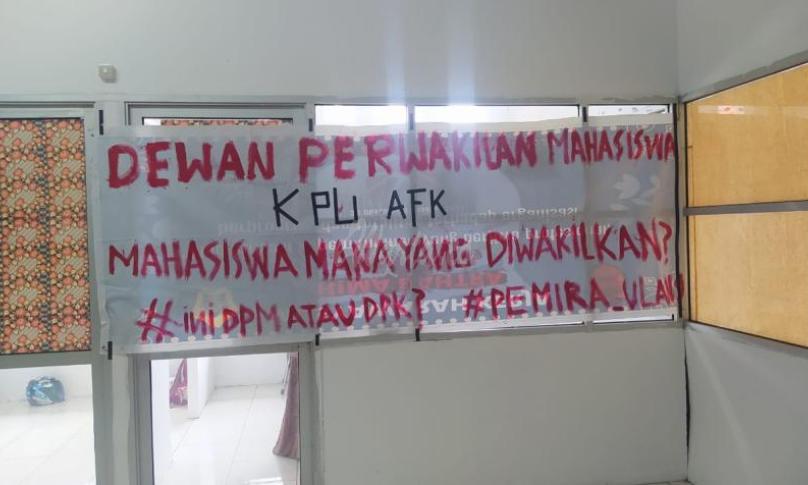 DEWAN PERWAKILAN MAHASISWA
KPU AFK
MAHASISWA MANA YANG DIWAKILKAN?
#iniDPM ATAU DPK? #PEMIRA_ULANG